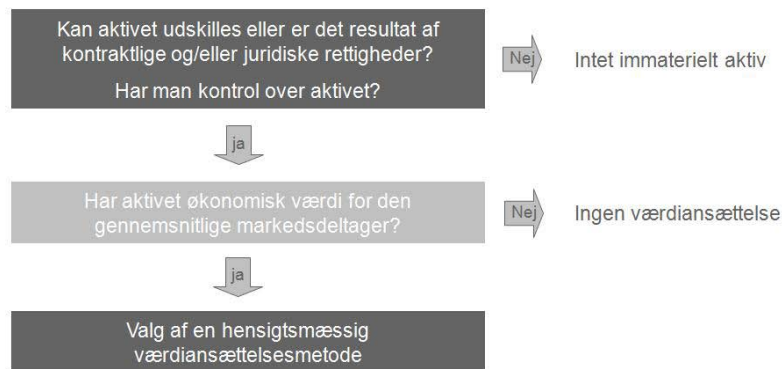 Kan aktivet udskilles eller er det resultat af
kontraktlige og/eller juridiske rettigheder?
Har man kontrol over aktivet?
Nej
Intet immaterielt aktiv
ja
Har aktivet økonomisk værdi for den
gennemsnitlige markedsdeltager?
Nej
Ingen værdiansættelse
ja
Valg af en hensigtsmæssig
værdiansættelsesmetode